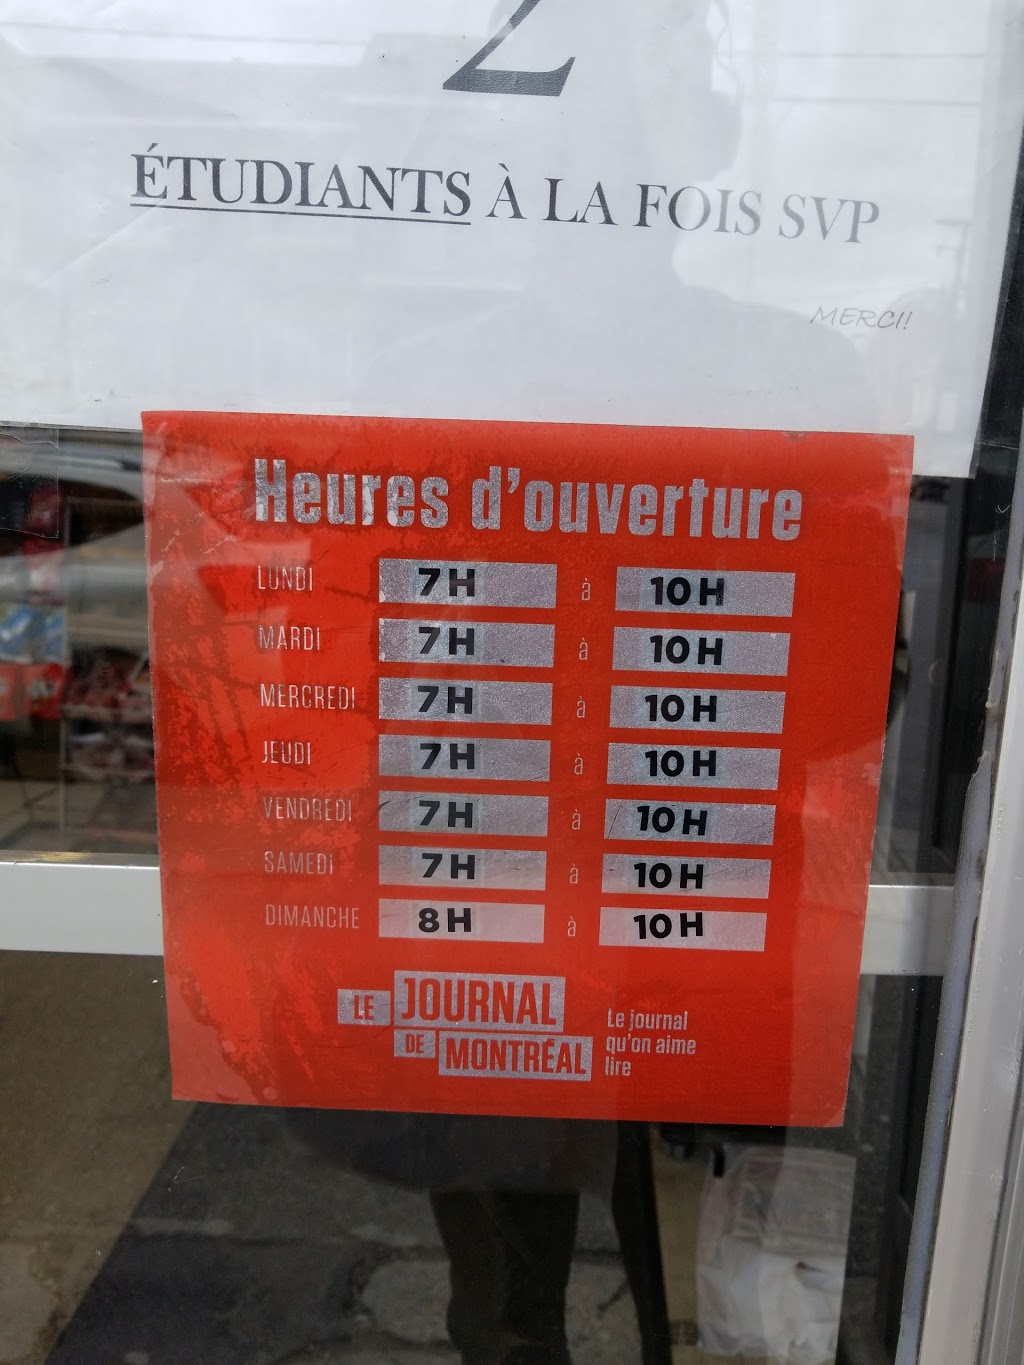 2
ÉTUDIANTS À LA FOIS SVP
MERCI!
Heures d'ouverture
LUNDI 7H à 10H
MARDI 7H à 10H
MERCREDI 7H à 10H
JEUDI 7H à 10H
VENDREDI 7H à 10H
SAMEDI 7H à 10H
DIMANCHE 8H à 10H
LE JOURNAL
DE MONTRÉAL
Le journal
qu'on aime
lire